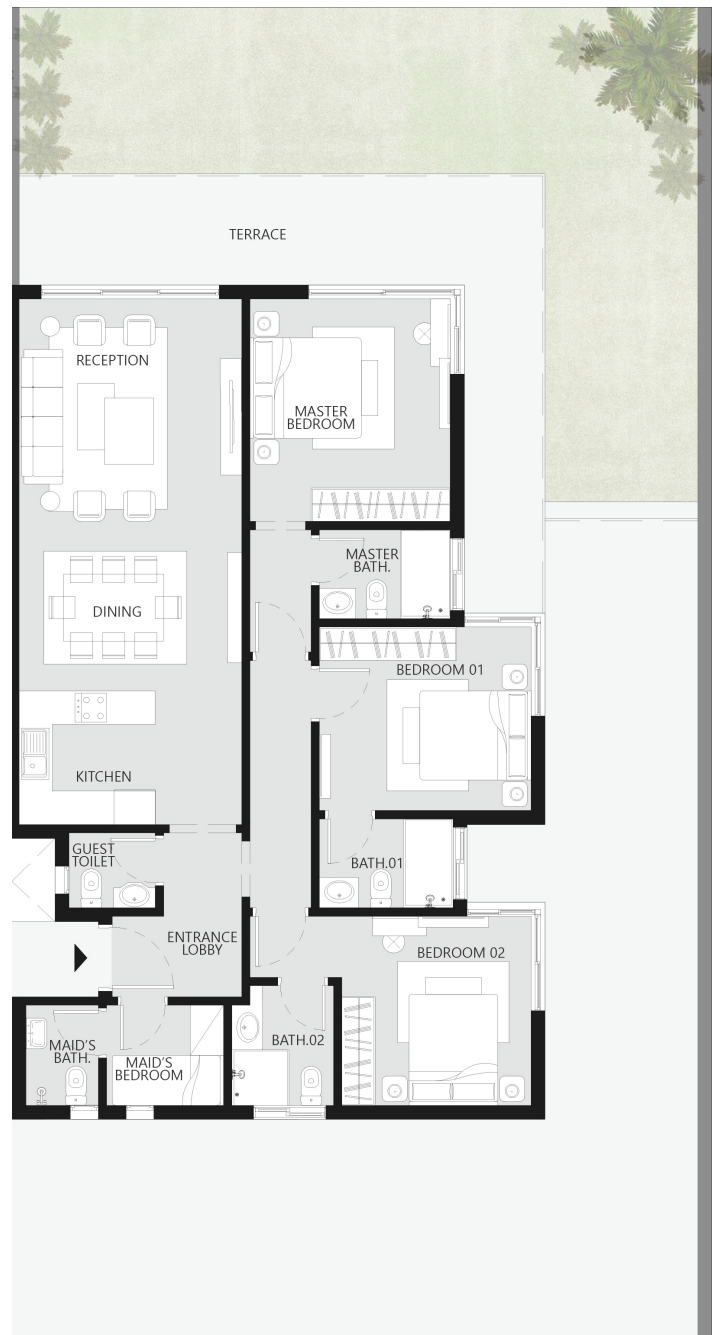 TERRACE
RECEPTION
MASTER
BEDROOM
MASTER
BATH.
DINING
BEDROOM 01
KITCHEN
GUEST
TOILET
BATH.01
ENTRANCE
LOBBY
BEDROOM 02
MAID'S
BATH.
MAID'S
BEDROOM
BATH.02